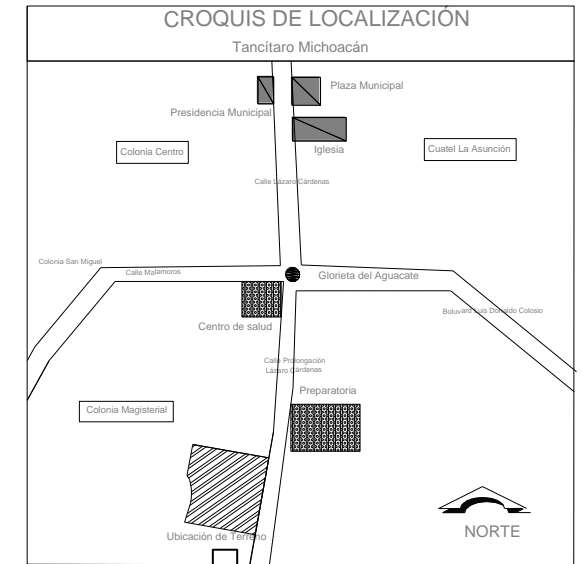 CROQUIS DE LOCALIZACIÓN
Tancítaro Michoacán
Plaza Municipal
Presidencia Municipal
Iglesia
Colonia Centro
Cuatel La Asunción
Calle Lázaro Cárdenas
Colonia San Miguel
Calle Matamoros
Glorieta del Aguacate
Boluvard Luis Donaldo Colosio
Centro de salud
Calle Prolongación
Lázaro Cárdenas
Preparatoria
Colonia Magisterial
Ubicación de Terreno
NORTE